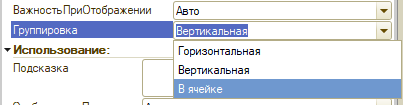 ВажностьПриОтображении Авто
Группировка Вертикальная
Использование: Горизонтальная
Подсказка Вертикальная
В ячейке